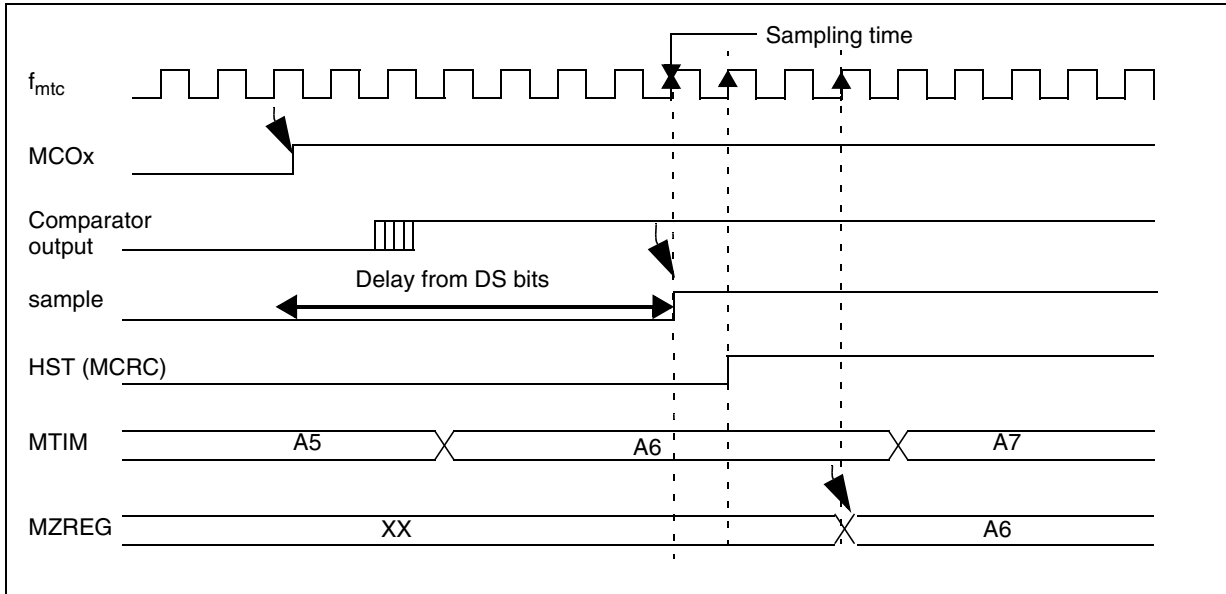 Sampling time
fmtc
MCOx
Comparator
output
Delay from DS bits
sample
HST (MCRC)
MTIM
A5
A6
A7
MZREG
XX
A6